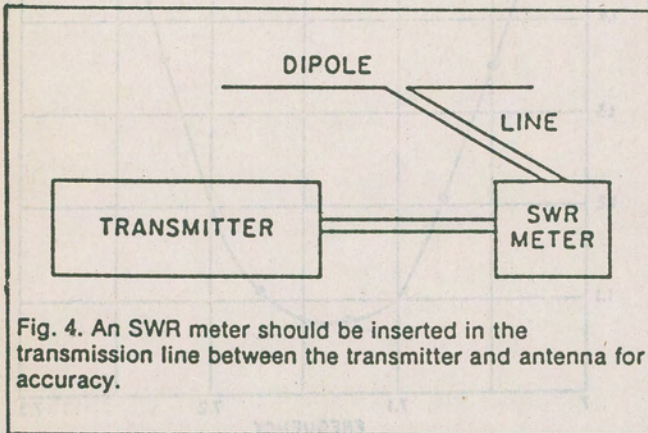 DIPOLE
LINE
TRANSMITTER
SWR
METER
Fig. 4. An SWR meter should be inserted in the
transmission line between the transmitter and antenna for
accuracy.